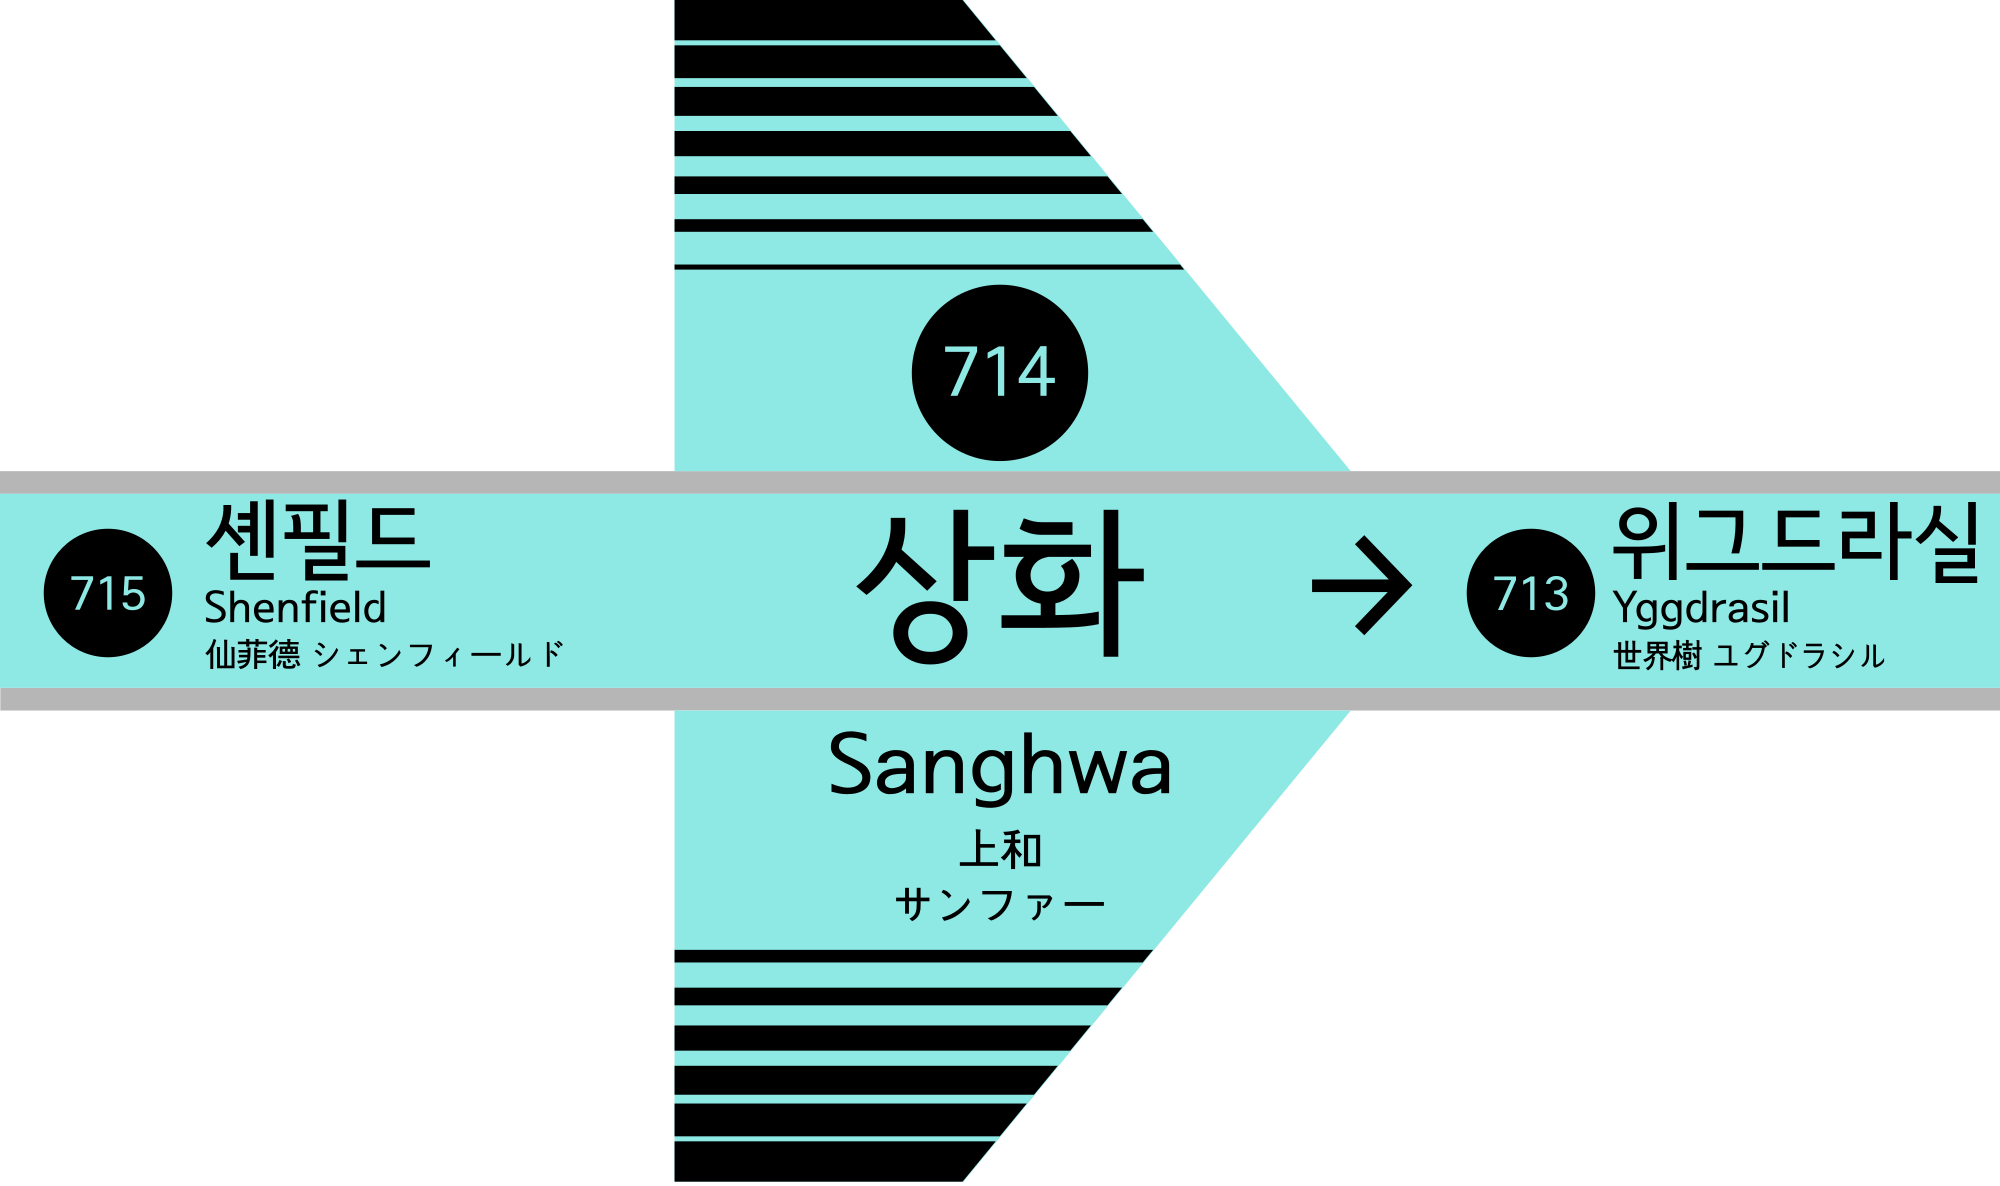 714
715
셴필드
Shenfield
仙菲德 シェンフィールド
상화
→
713
위그드라실
Yggdrasil
世界樹 ユグドラシル
Sanghwa
上和
サンファー